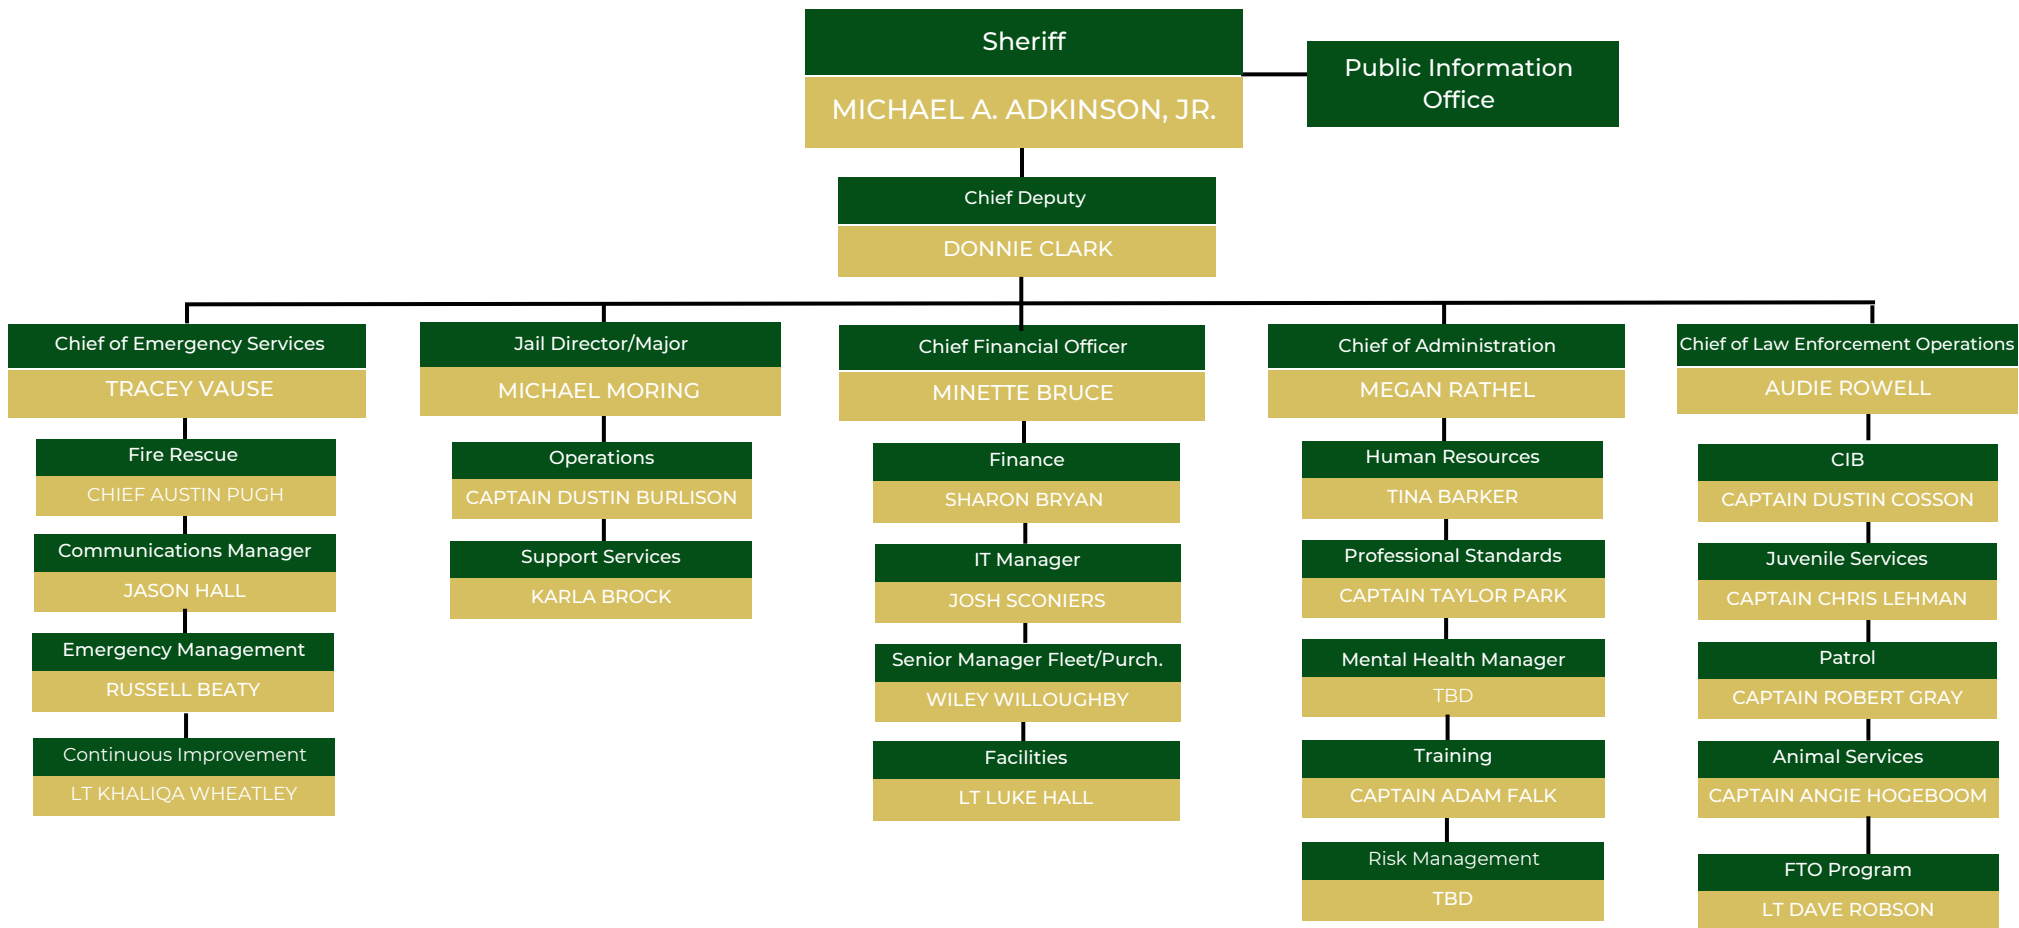 Sheriff
MICHAEL A. ADKINSON, JR.
Public Information
Office
Chief Deputy
DONNIE CLARK
Chief of Emergency Services
TRACEY VAUSE
Fire Rescue
CHIEF AUSTIN PUGH
Communications Manager
JASON HALL
Emergency Management
RUSSELL BEATY
Continuous Improvement
LT KHALIQA WHEATLEY
Jail Director/Major
MICHAEL MORING
Operations
CAPTAIN DUSTIN BURLISON
Support Services
KARLA BROCK
Chief Financial Officer
MINETTE BRUCE
Finance
SHARON BRYAN
IT Manager
JOSH SCONIERS
Senior Manager Fleet/Purch.
WILEY WILLOUGHBY
Facilities
LT LUKE HALL
Chief of Administration
MEGAN RATHEL
Human Resources
TINA BARKER
Professional Standards
CAPTAIN TAYLOR PARK
Mental Health Manager
TBD
Training
CAPTAIN ADAM FALK
Risk Management
TBD
Chief of Law Enforcement Operations
AUDIE ROWELL
CIB
CAPTAIN DUSTIN COSSON
Juvenile Services
CAPTAIN CHRIS LEHMAN
Patrol
CAPTAIN ROBERT GRAY
Animal Services
CAPTAIN ANGIE HOGEBOOM
FTO Program
LT DAVE ROBSON